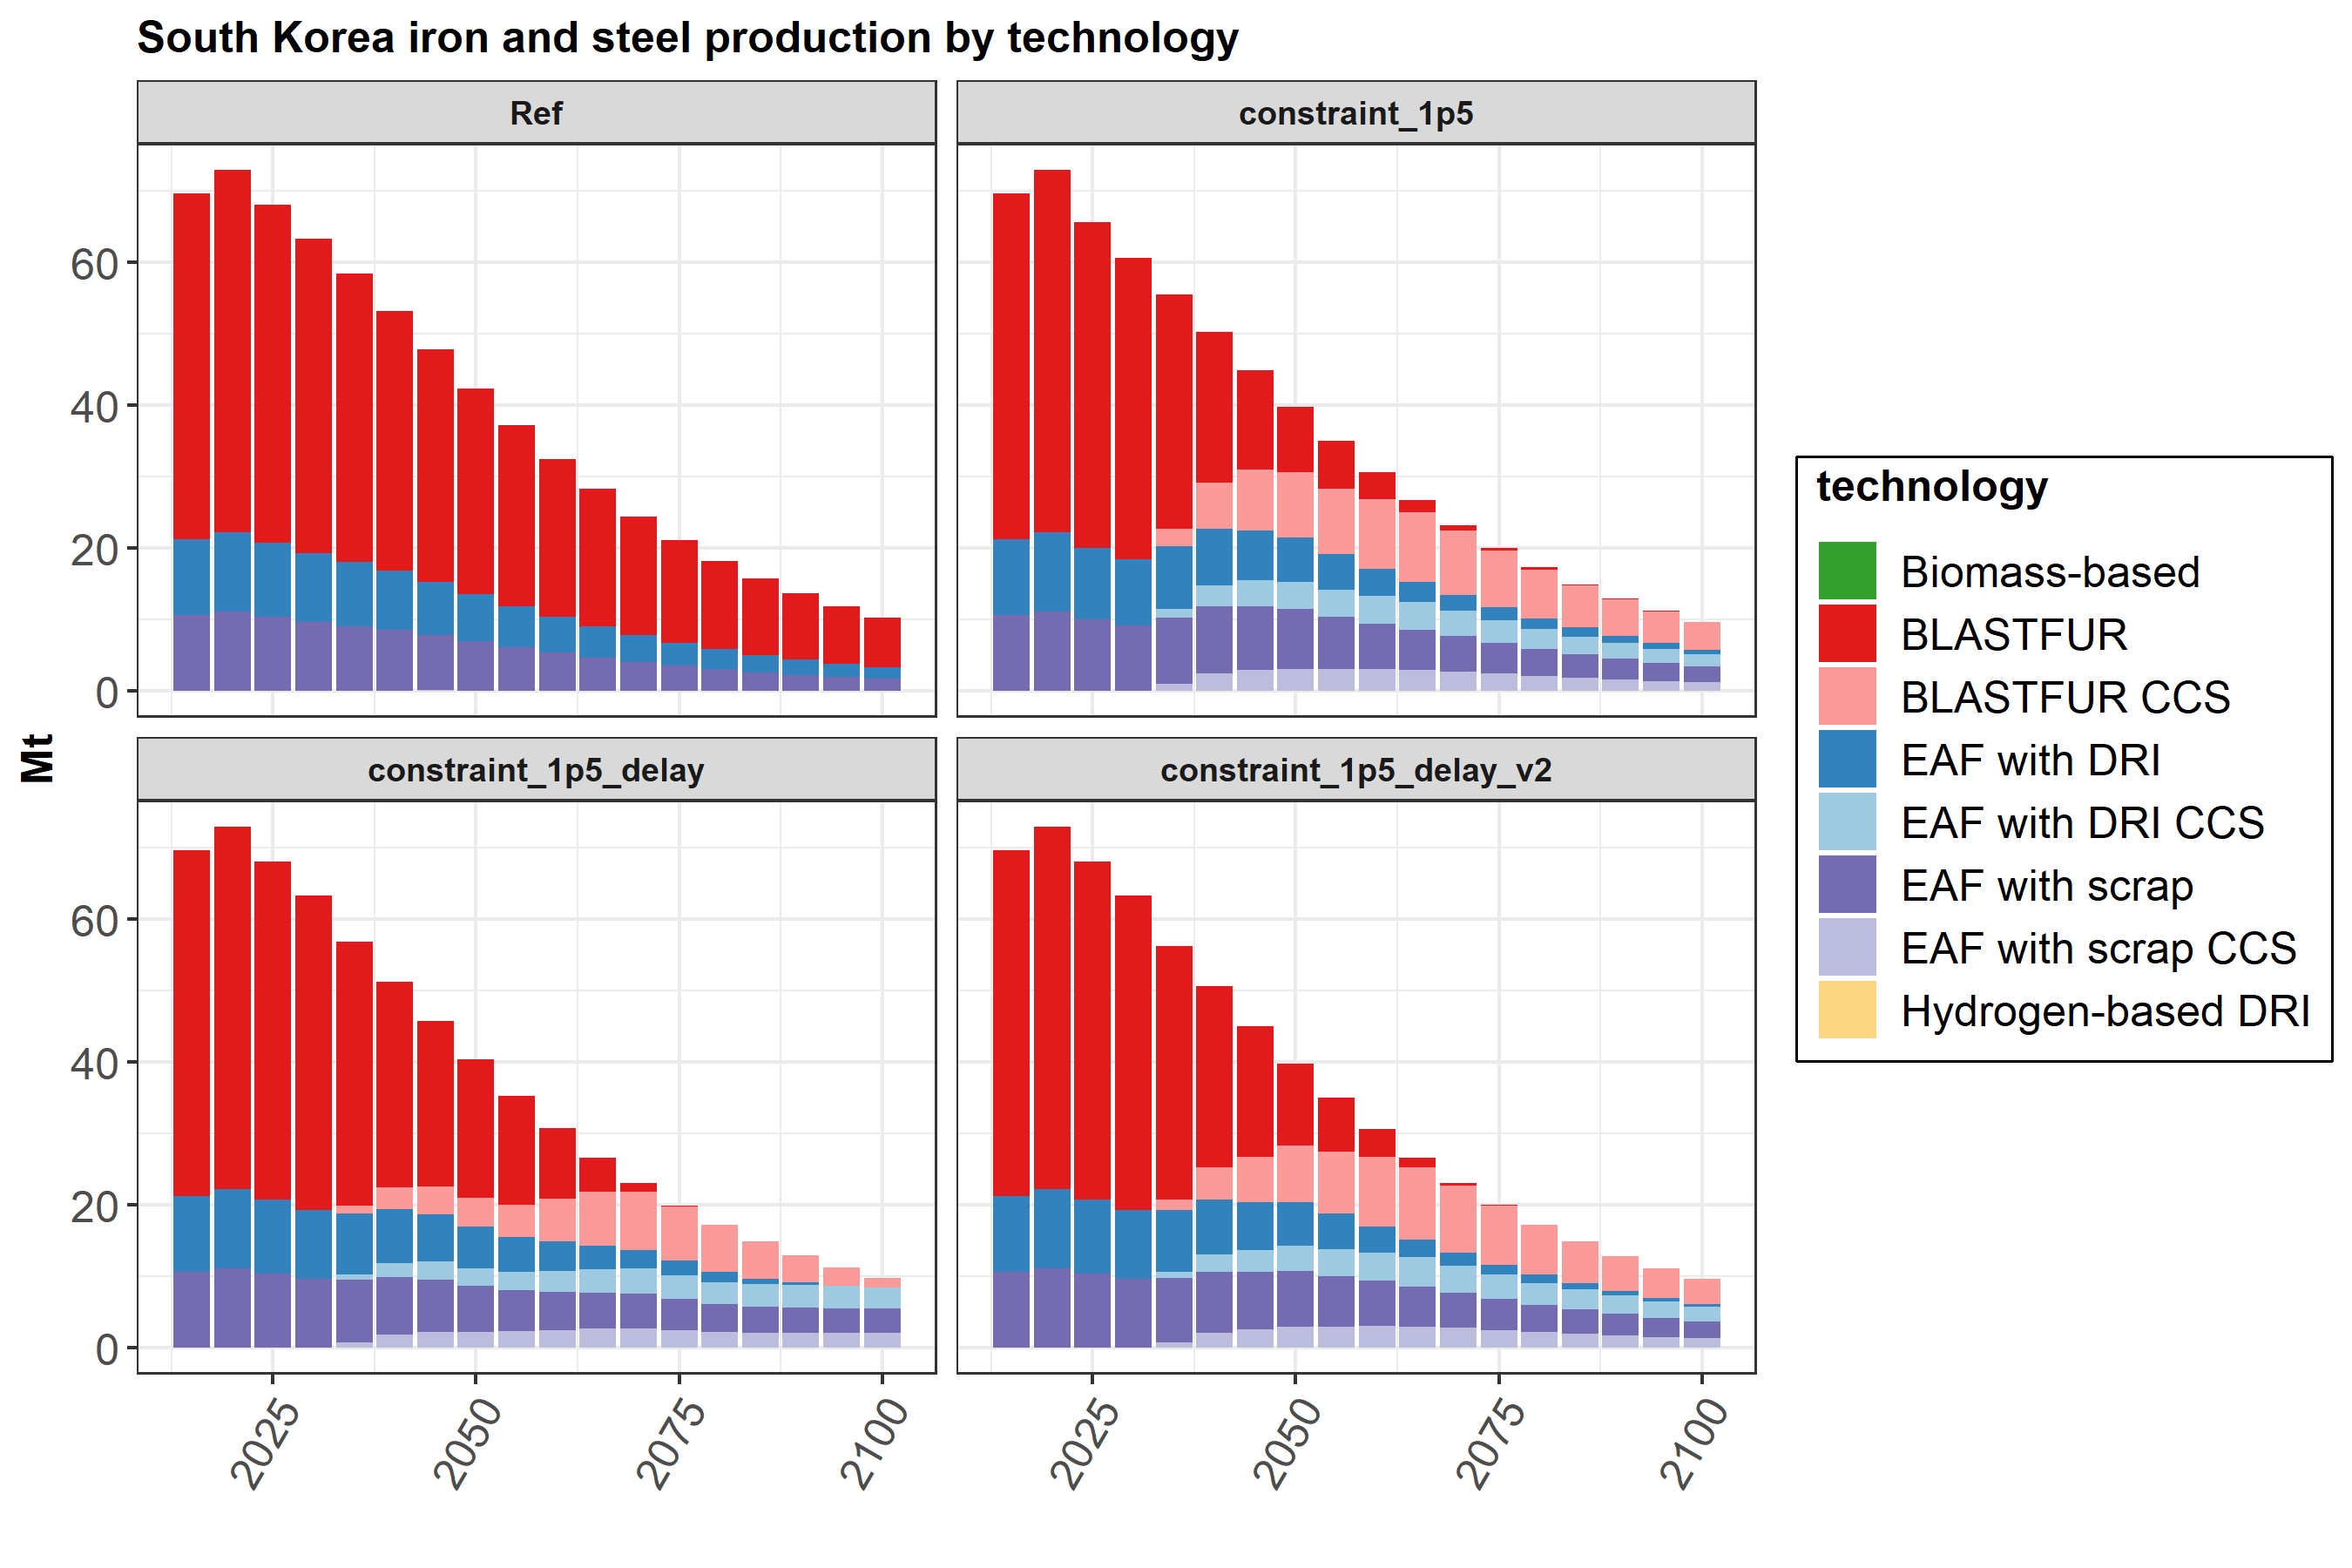 South Korea iron and steel production by technology
Ref
constraint_1p5
60
40
20
0
constraint_1p5_delay
constraint_1p5_delay_v2
60
40
20
0
Mt
2025
2050
2075
2100
2025
2050
2075
2100
technology
Biomass-based
BLASTFUR
BLASTFUR CCS
EAF with DRI
EAF with DRI CCS
EAF with scrap
EAF with scrap CCS
Hydrogen-based DRI